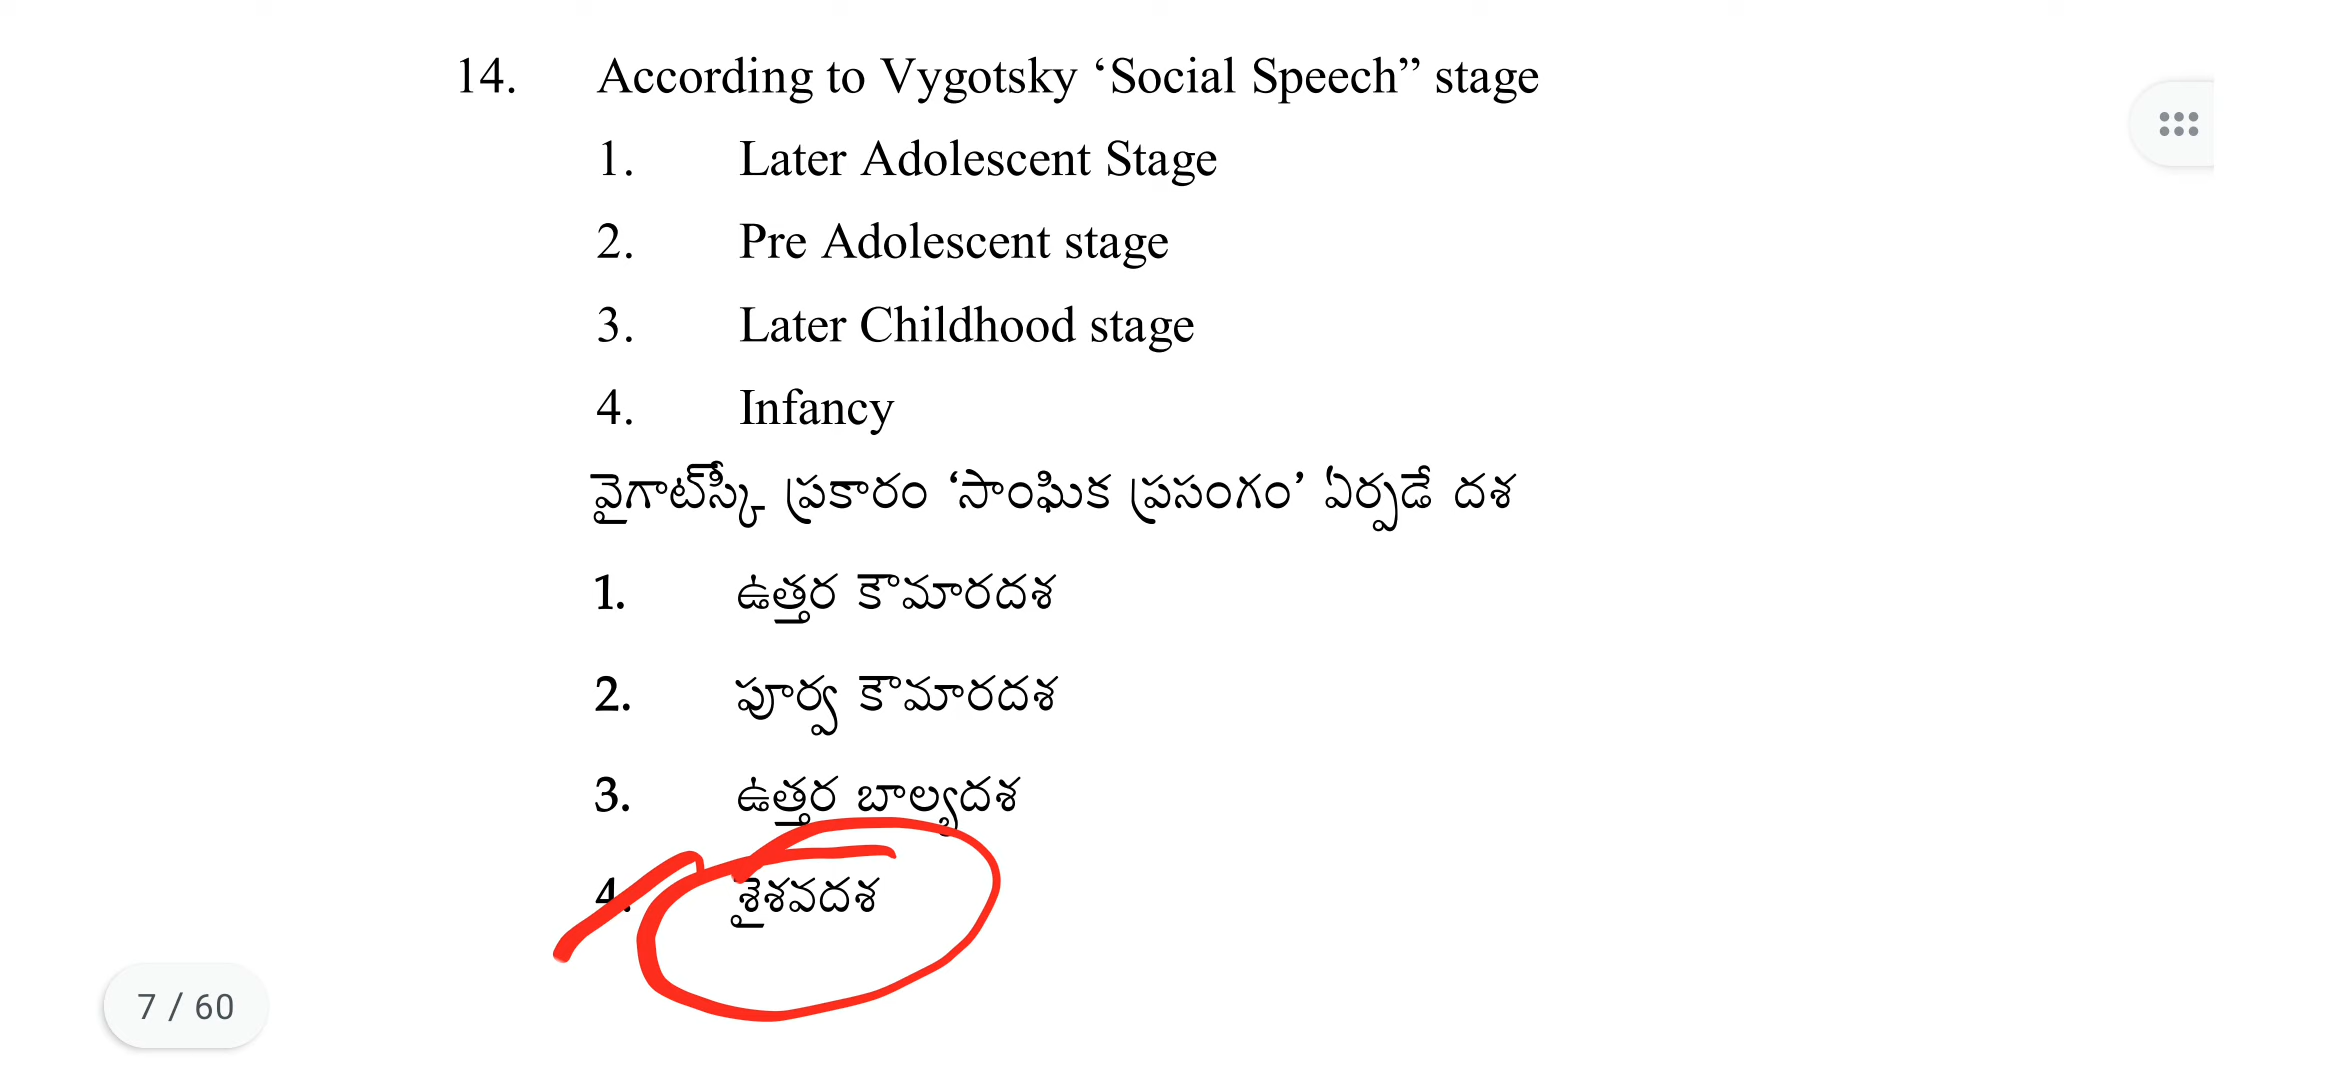 14. According to Vygotsky ‘Social Speech” stage
1. Later Adolescent Stage
2. Pre Adolescent stage
3. Later Childhood stage
4. Infancy
వైగాట్‌స్కీ ప్రకారం ‘సాంఘిక ప్రసంగం’ ఏర్పడే దశ
1. ఉత్తర కౌమారదశ
2. పూర్వ కౌమారదశ
3. ఉత్తర బాల్యదశ
4. శైశవదశ
7 / 60